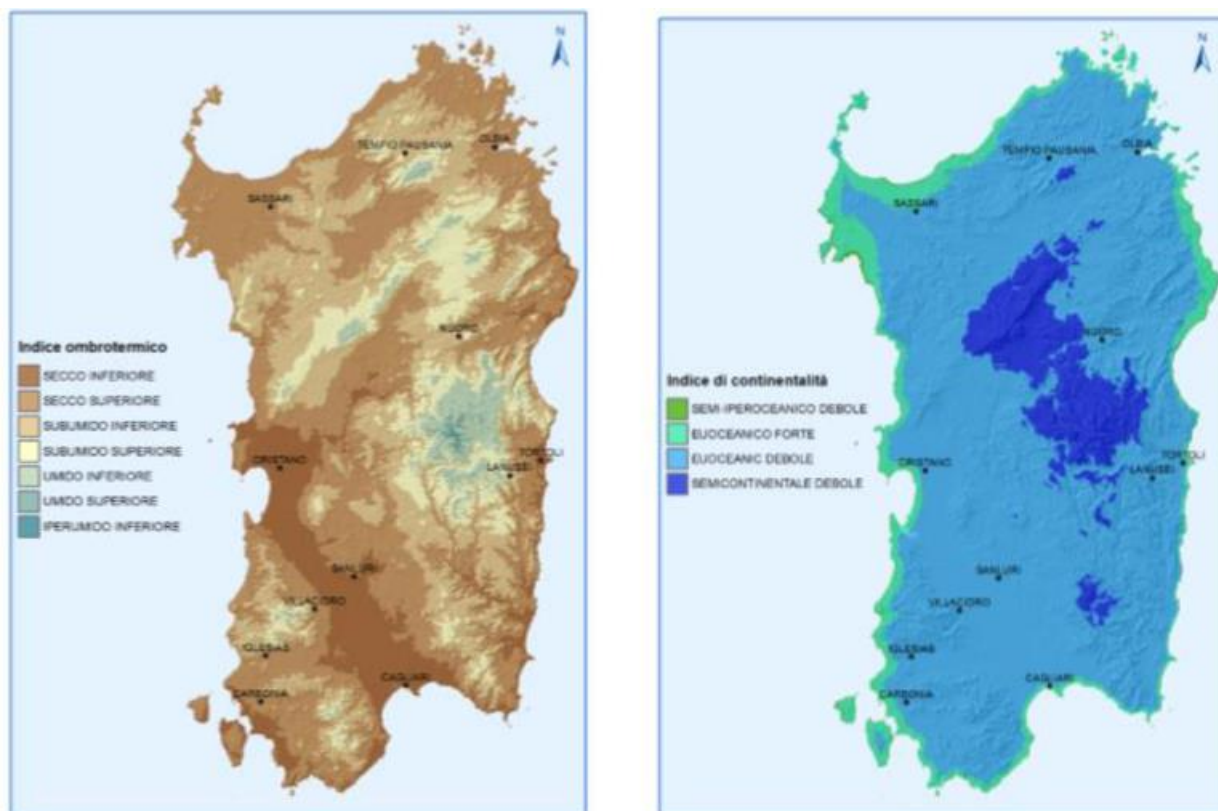 N
TEMPIO PAUSANIA
OLBIA
SASSARI
NUORO
Indice ombrotermico
SECCO INFERIORE
SECCO SUPERIORE
SUBUMIDO INFERIORE
SUBUMIDO SUPERIORE
UMIDO INFERIORE
UMIDO SUPERIORE
IPERUMIDO INFERIORE
ORISTANO
TORTOLI
LANUSEI
SANLURI
VILLACIDRO
IGLESIAS
CARBONIA
CAGLIARI
N
TEMPIO PAUSANIA
OLBIA
SASSARI
NUORO
Indice di continentalità
SEMI-IPEROCEANICO DEBOLE
EUOCEANICO FORTE
EUOCEANIC DEBOLE
SEMICONTINENTALE DEBOLE
ORISTANO
TORTOLI
LANUSEI
SANLURI
VILLACIDRO
IGLESIAS
CARBONIA
CAGLIARI